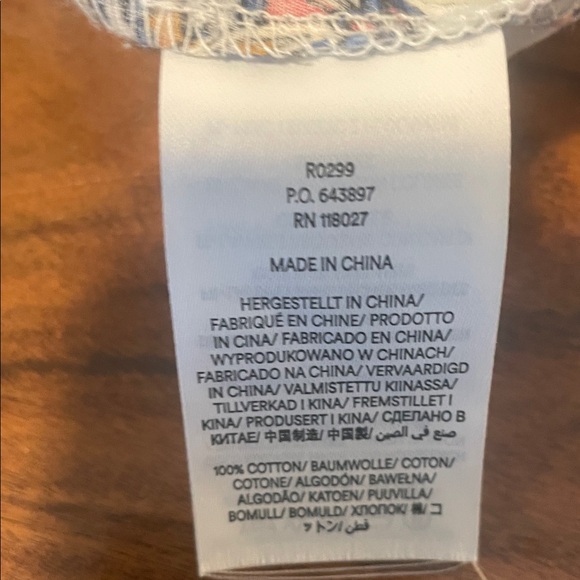 R0299
P.O. 643897
RN 118027
MADE IN CHINA
HERGESTELLT IN CHINA/
FABRIQUÉ EN CHINE/ PRODOTTO
IN CINA/ FABRICADO EN CHINA/
WYPRODUKOWANO W CHINACH/
FABRICADO NA CHINA/ VERVAARDIGD
IN CHINA/ VALMISTETTU KIINASSA/
TILLVERKAD I KINA/ FREMSTILLET I
KINA/ PRODUSERT I KINA/ СДЕЛАНО В
КИТАЕ/ 中国制造/ 中国製/ صنع في الصين
100% COTTON/ BAUMWOLLE/ COTON/
COTONE/ ALGODÓN/ BAWEŁNA/
ALGODÃO/ KATOEN/ PUUVILLA/
BOMULL/ BOMULD/ ХЛОПОК/ 棉/ コ
ットン/ قطن